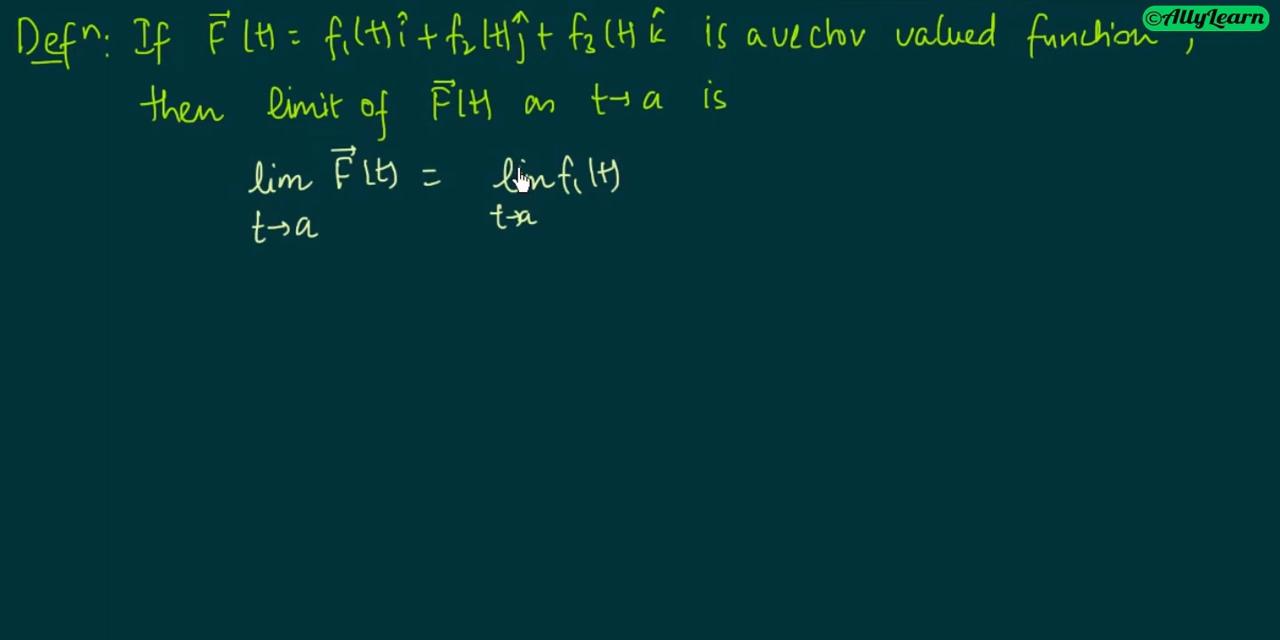 ©AllyLearn
Defⁿ: If F⃗(t) = f₁(t)î + f₂(t)ĵ + f₃(t)k̂ is a vector valued function,
then limit of F⃗(t) as t→a is
lim F⃗(t) = lim f₁(t)
t→a t→a